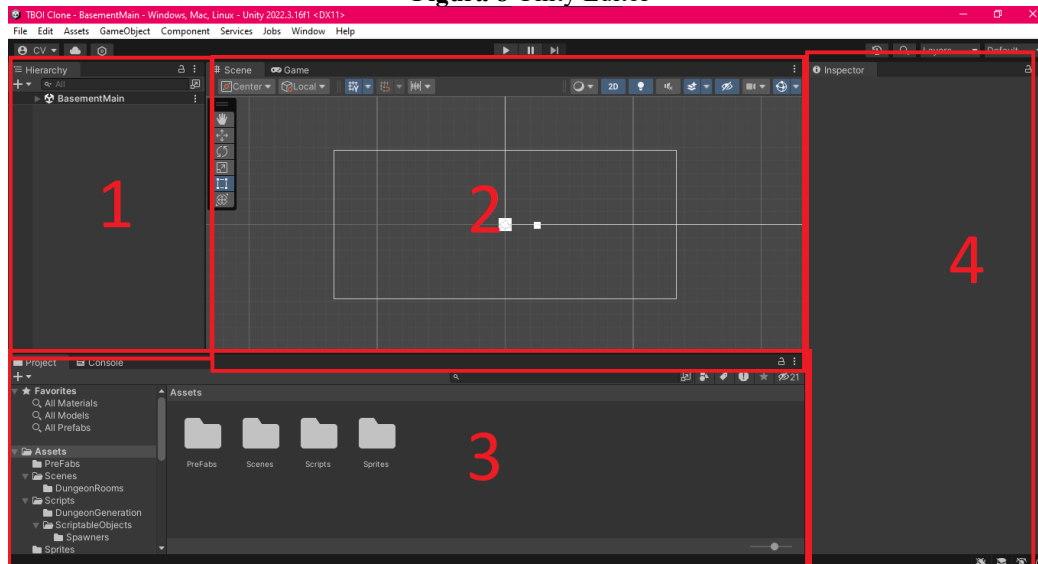 TBOI Clone - BasementMain - Windows, Mac, Linux - Unity 2022.3.16f1 <DX11>
File Edit Assets GameObject Component Services Jobs Window Help
CV
Hierarchy
All
BasementMain
1
Scene Game
Center Local
2D
2
Layers Default
Inspector
4
Project Console
21
Favorites
All Materials
All Models
All Prefabs
Assets
PreFabs
Scenes
DungeonRooms
Scripts
DungeonGeneration
ScriptableObjects
Spawners
Sprites
Assets
PreFabs Scenes Scripts Sprites
3